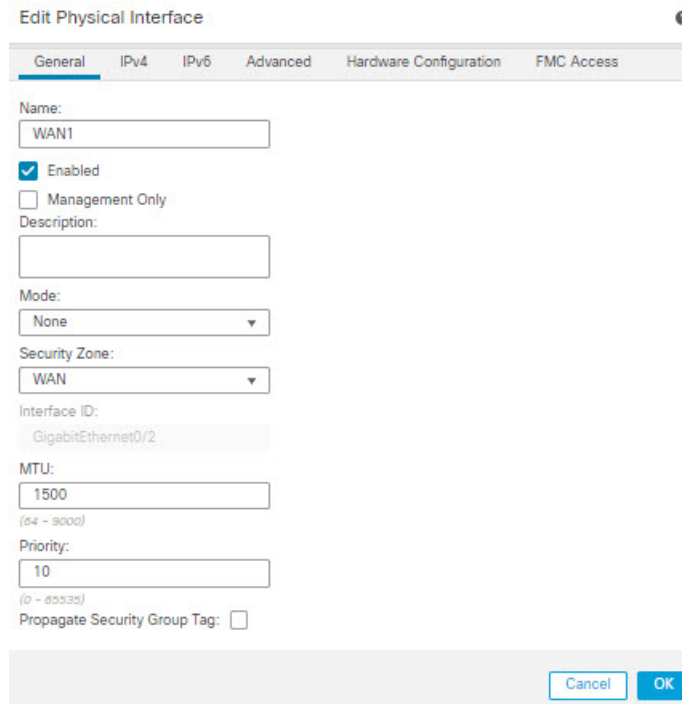 Edit Physical Interface
General IPv4 IPv6 Advanced Hardware Configuration FMC Access
Name:
WAN1
Enabled
Management Only
Description:
Mode:
None
Security Zone:
WAN
Interface ID:
GigabitEthernet0/2
MTU:
1500
(64 - 9000)
Priority:
10
(0 - 65535)
Propagate Security Group Tag:
Cancel OK